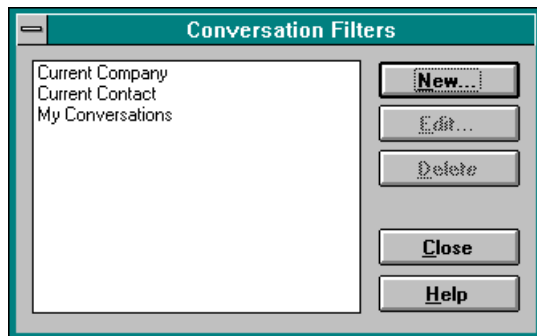 Conversation Filters
Current Company
Current Contact
My Conversations
New...
Edit...
Delete
Close
Help